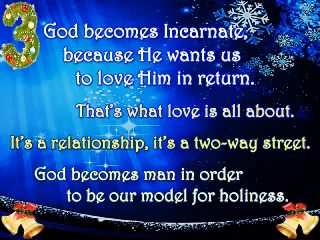 3
God becomes Incarnate,
because He wants us
to love Him in return.
That's what love is all about.
It's a relationship, it's a two-way street.
God becomes man in order
to be our model for holiness.